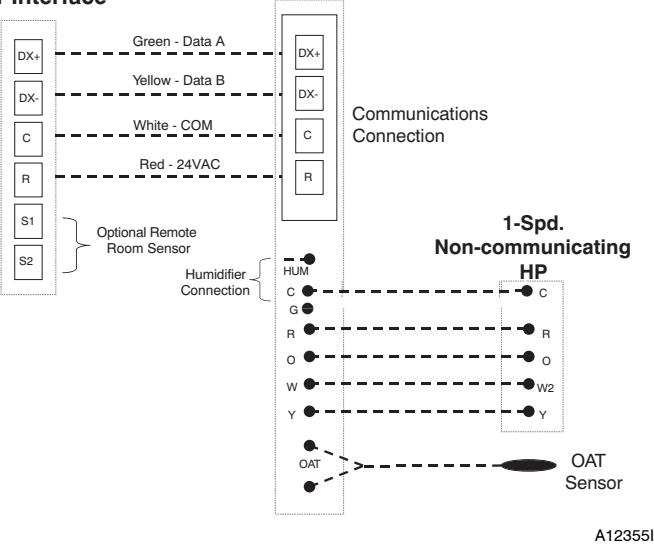 DX+
DX-
C
R
S1
S2
Green - Data A
Yellow - Data B
White - COM
Red - 24VAC
Optional Remote
Room Sensor
DX+
DX-
C
R
Communications
Connection
Humidifier
Connection
HUM
C
G
R
O
W
Y
OAT
1-Spd.
Non-communicating
HP
C
R
O
W2
Y
OAT
Sensor
A12355I